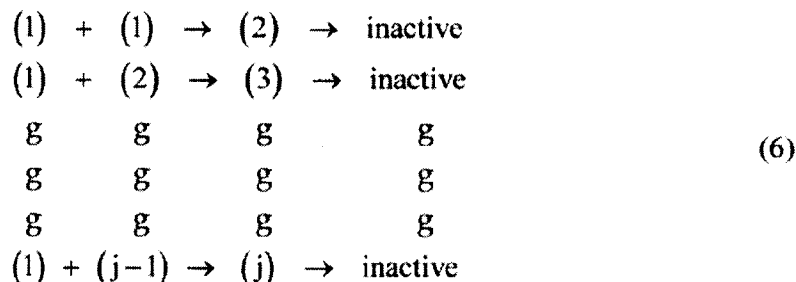 (1) + (1) → (2) → inactive
(1) + (2) → (3) → inactive
g g g g
g g g g (6)
g g g g
(1) + (j−1) → (j) → inactive